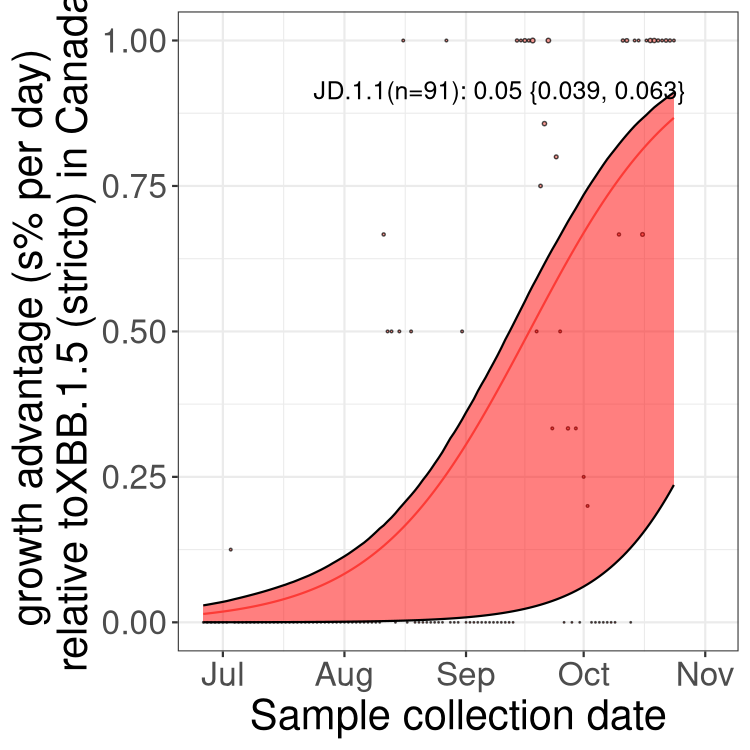 growth advantage (s% per day)
relative toXBB.1.5 (stricto) in Canada
1.00
0.75
0.50
0.25
0.00
JD.1.1(n=91): 0.05 {0.039, 0.063}
Jul Aug Sep Oct Nov
Sample collection date